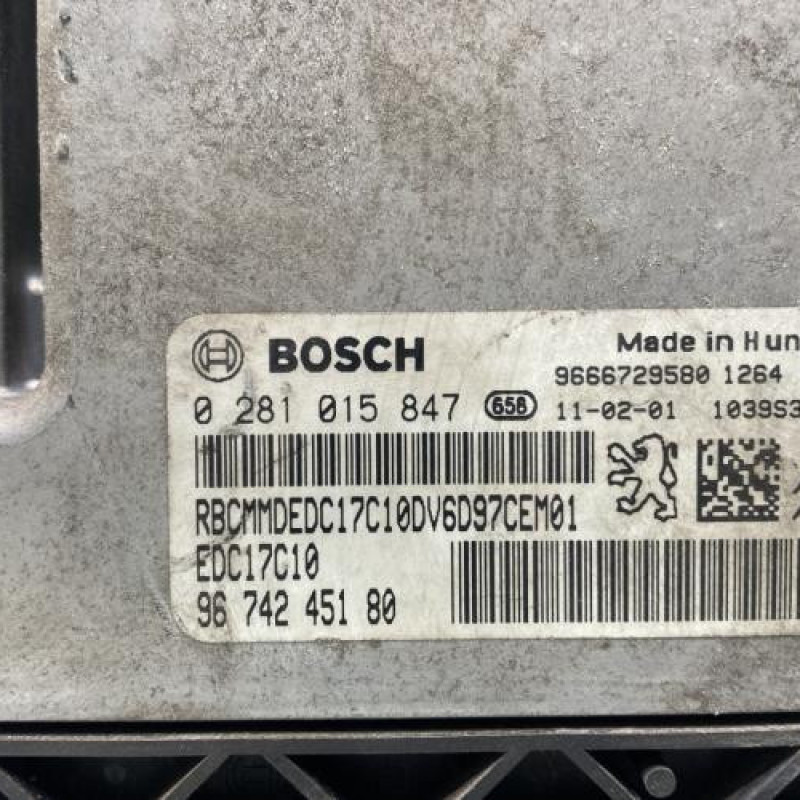 BOSCH
Made in Hun
9666729580 1264
0 281 015 847 656 11-02-01 1039S3
RBCMMDEDC17C10DV6D97CEM01
EDC17C10
96 742 451 80